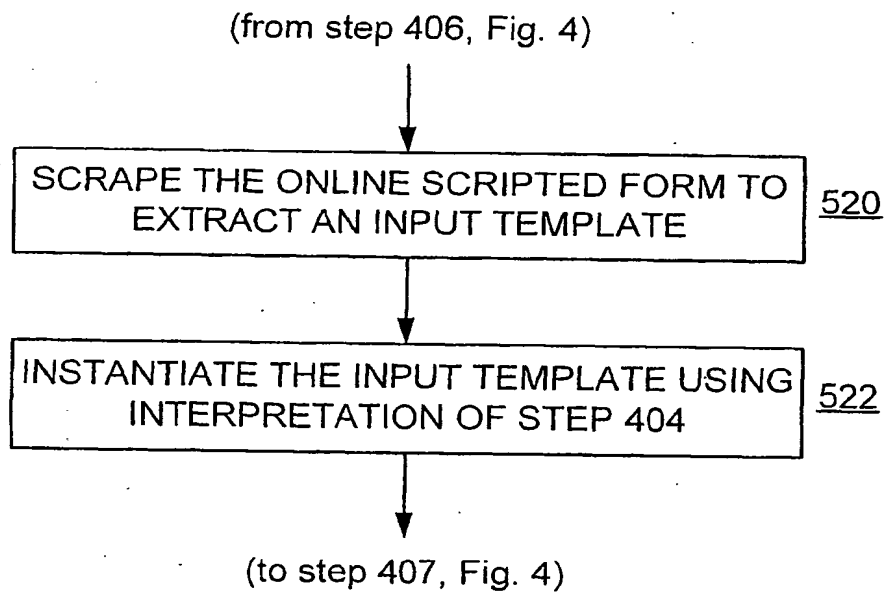 (from step 406, Fig. 4)
SCRAPE THE ONLINE SCRIPTED FORM TO
EXTRACT AN INPUT TEMPLATE
520
INSTANTIATE THE INPUT TEMPLATE USING
INTERPRETATION OF STEP 404
522
(to step 407, Fig. 4)